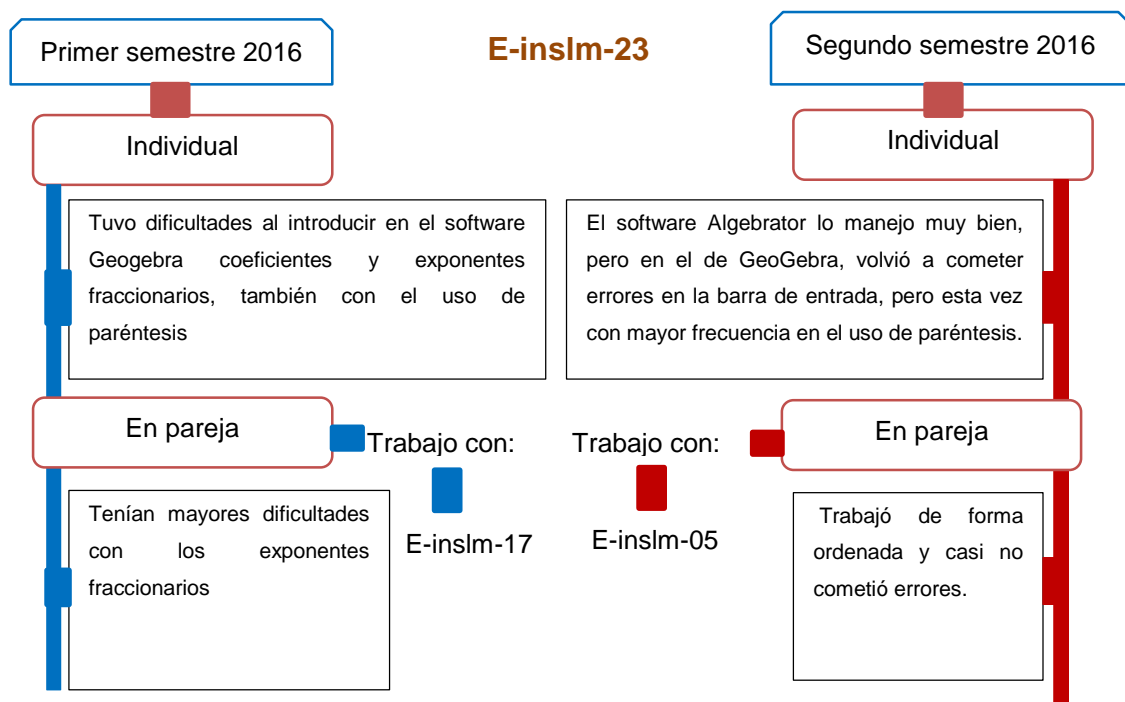 Primer semestre 2016
E-inslm-23
Segundo semestre 2016
Individual
Individual
Tuvo dificultades al introducir en el software
Geogebra coeficientes y exponentes
fraccionarios, también con el uso de
paréntesis
El software Algebrator lo manejo muy bien,
pero en el de GeoGebra, volvió a cometer
errores en la barra de entrada, pero esta vez
con mayor frecuencia en el uso de paréntesis.
En pareja
Trabajo con:
Trabajo con:
En pareja
Tenían mayores dificultades
con los exponentes
fraccionarios
E-inslm-17
E-inslm-05
Trabajó de forma
ordenada y casi no
cometió errores.